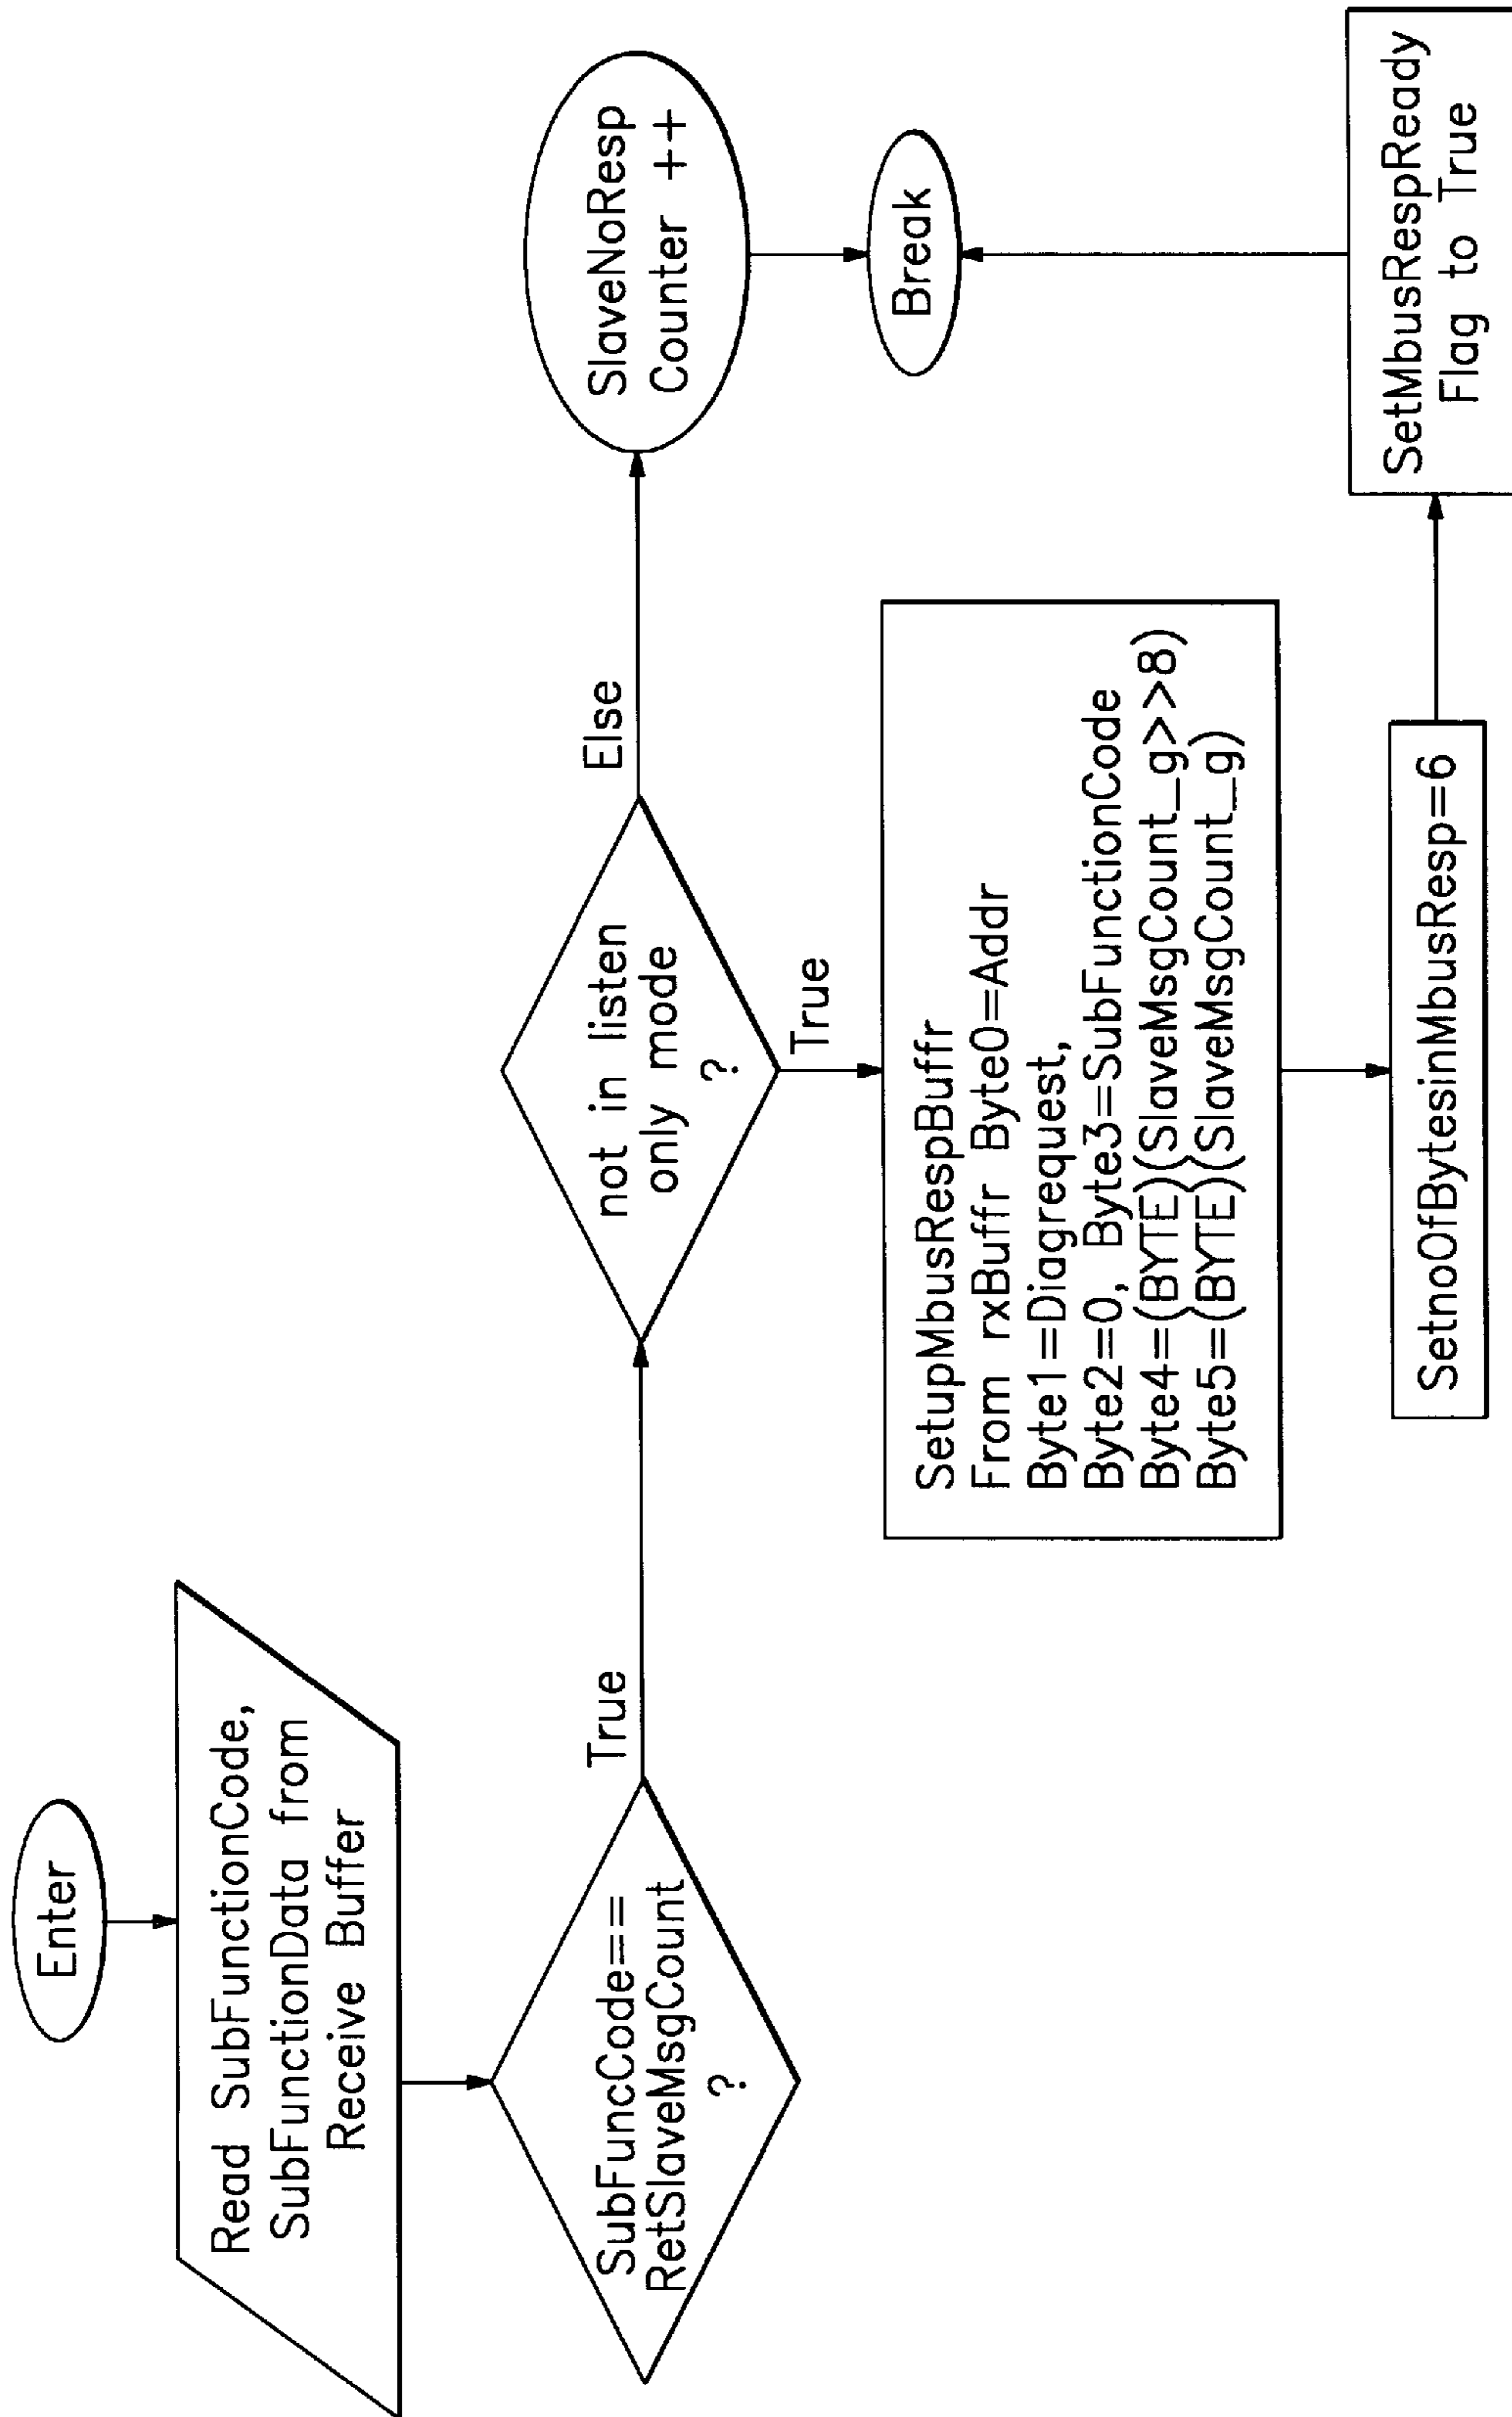 Enter
Read SubFunctionCode,
SubFunctionData from
Receive Buffer
SubFuncCode==
RetSlaveMsgCount
?
True
not in listen
only mode
?
Else
SlaveNoResp
Counter ++
True
Break
SetupMbusRespBuffr
From rxBuffr Byte0=Addr
Byte1=Diagrequest,
Byte2=0, Byte3=SubFunctionCode
Byte4=(BYTE)(SlaveMsgCount_g>>8)
Byte5=(BYTE)(SlaveMsgCount_g)
SetnoOfBytesinMbusResp=6
SetMbusRespReady
Flag to True